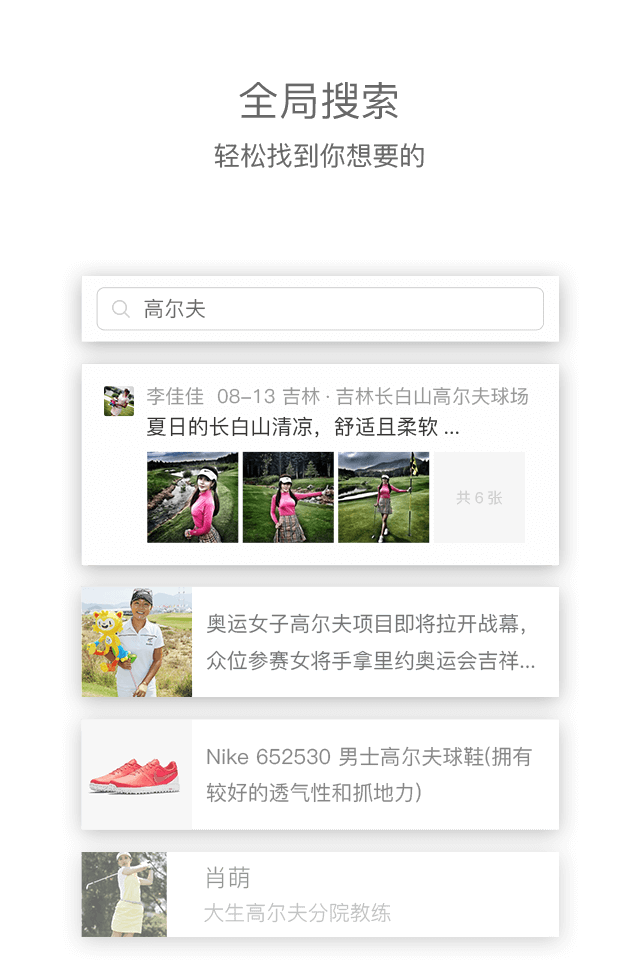 全局搜索
轻松找到你想要的
高尔夫
李佳佳 08-13 吉林 · 吉林长白山高尔夫球场
夏日的长白山清凉，舒适且柔软 ...
共 6 张
奥运女子高尔夫项目即将拉开战幕，
众位参赛女将手拿里约奥运会吉祥...
Nike 652530 男士高尔夫球鞋(拥有
较好的透气性和抓地力)
肖萌
大生高尔夫分院教练